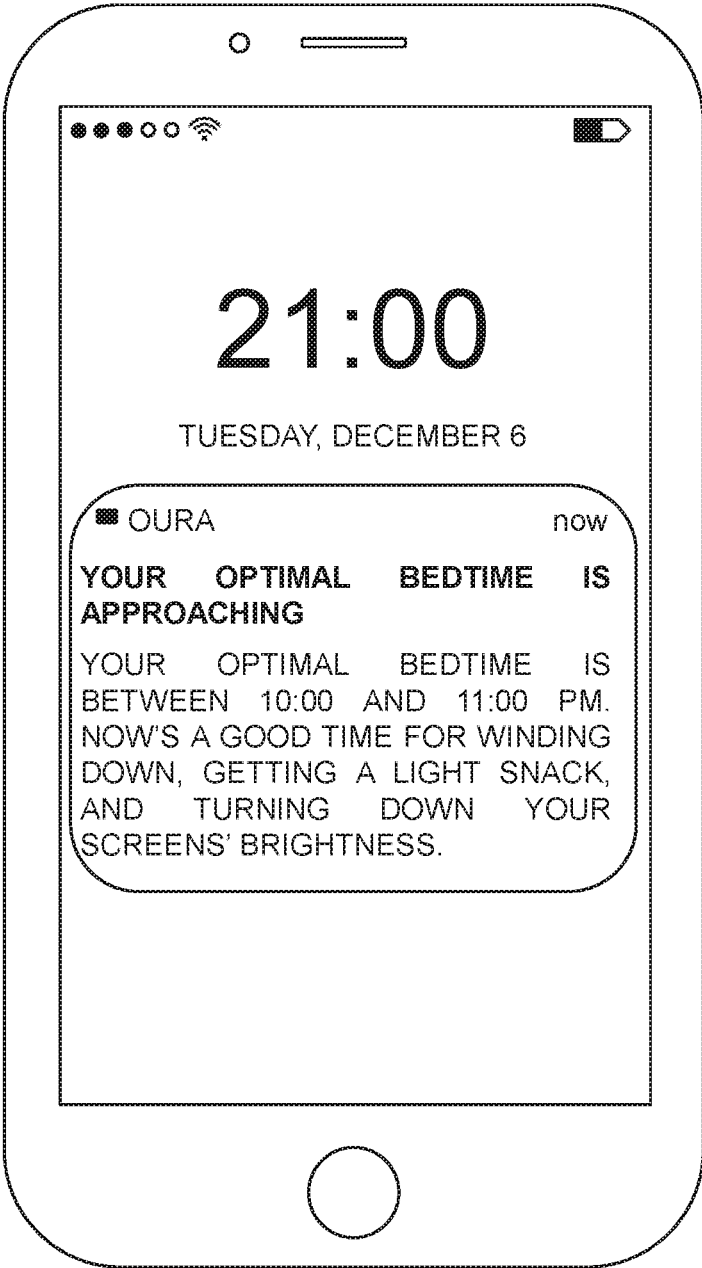 21:00
TUESDAY, DECEMBER 6
OURA now
YOUR OPTIMAL BEDTIME IS
APPROACHING
YOUR OPTIMAL BEDTIME IS
BETWEEN 10:00 AND 11:00 PM.
NOW'S A GOOD TIME FOR WINDING
DOWN, GETTING A LIGHT SNACK,
AND TURNING DOWN YOUR
SCREENS' BRIGHTNESS.